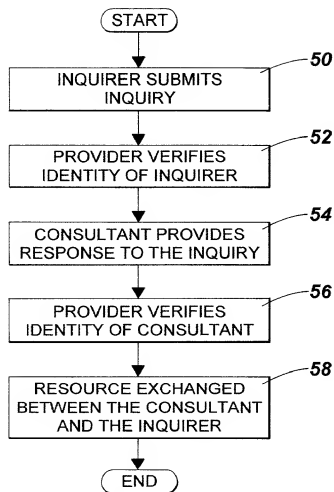 START
50
INQUIRER SUBMITS
INQUIRY
52
PROVIDER VERIFIES
IDENTITY OF INQUIRER
54
CONSULTANT PROVIDES
RESPONSE TO THE INQUIRY
56
PROVIDER VERIFIES
IDENTITY OF CONSULTANT
58
RESOURCE EXCHANGED
BETWEEN THE CONSULTANT
AND THE INQUIRER
END